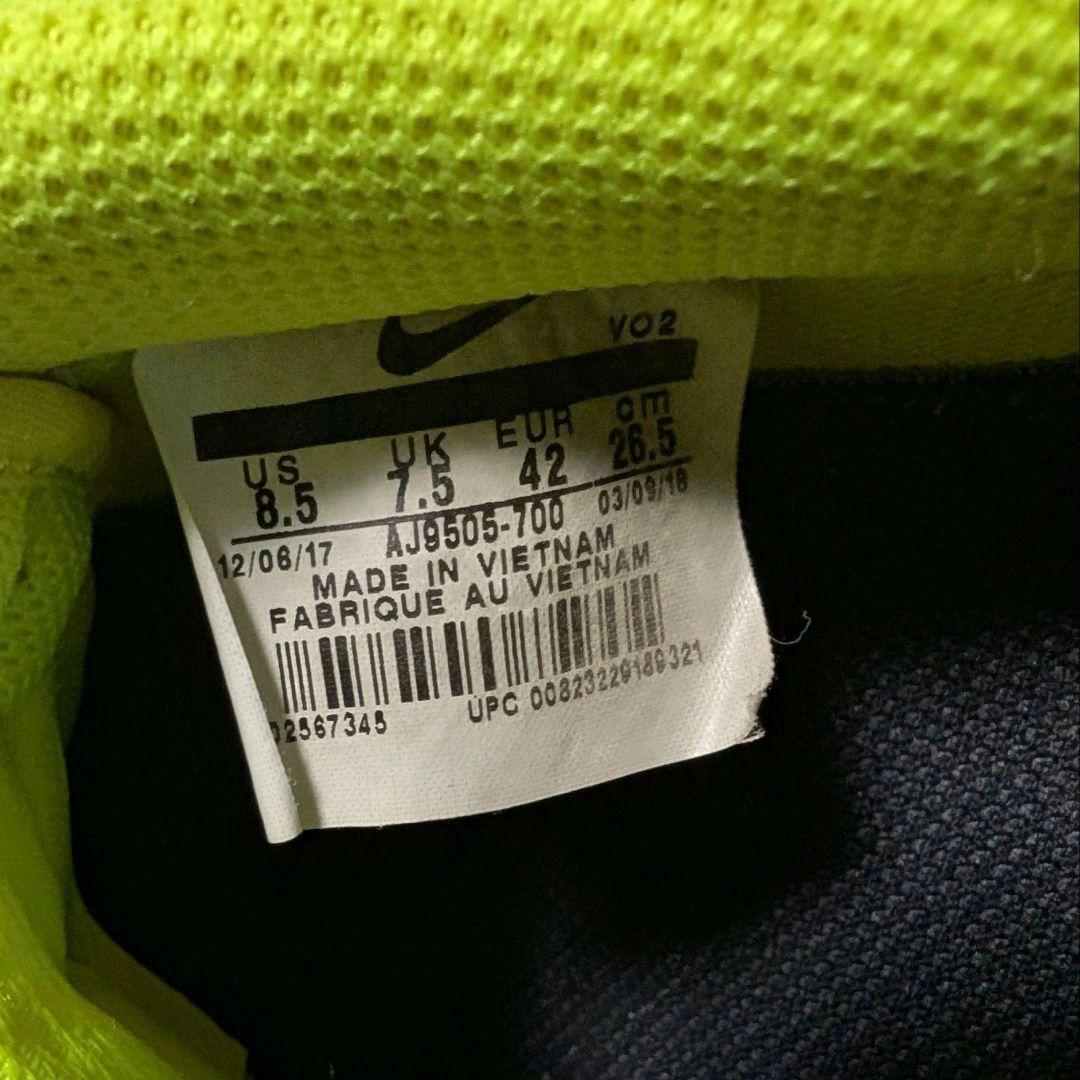 VO2
US UK EUR cm
8.5 7.5 42 26.5
12/06/17 AJ9505-700 03/09/18
MADE IN VIETNAM
FABRIQUE AU VIETNAM
UPC 00823229189321